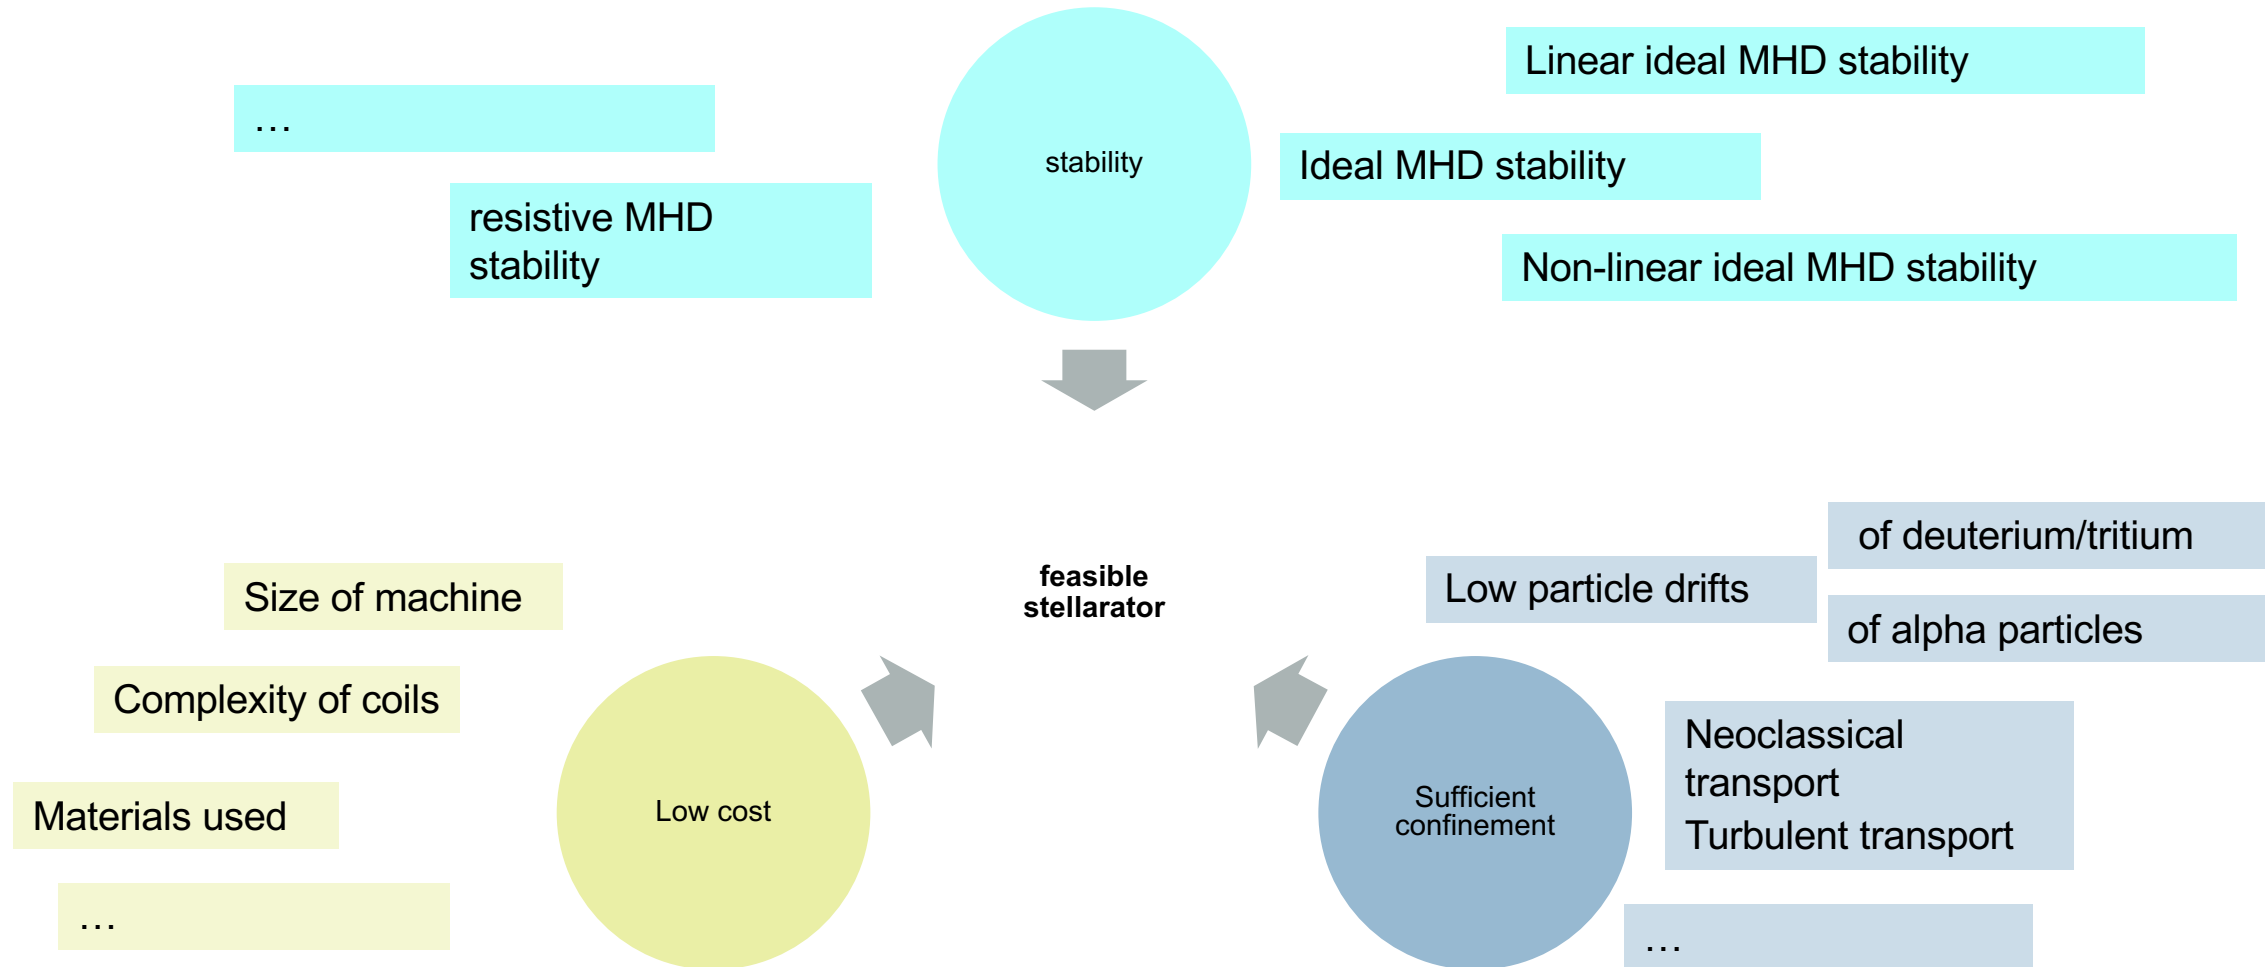 Linear ideal MHD stability
…
stability
Ideal MHD stability
resistive MHD
stability
Non-linear ideal MHD stability
of deuterium/tritium
feasible
stellarator
Low particle drifts
Size of machine
of alpha particles
Complexity of coils
Neoclassical
transport
Turbulent transport
Materials used
Low cost
Sufficient
confinement
…
…